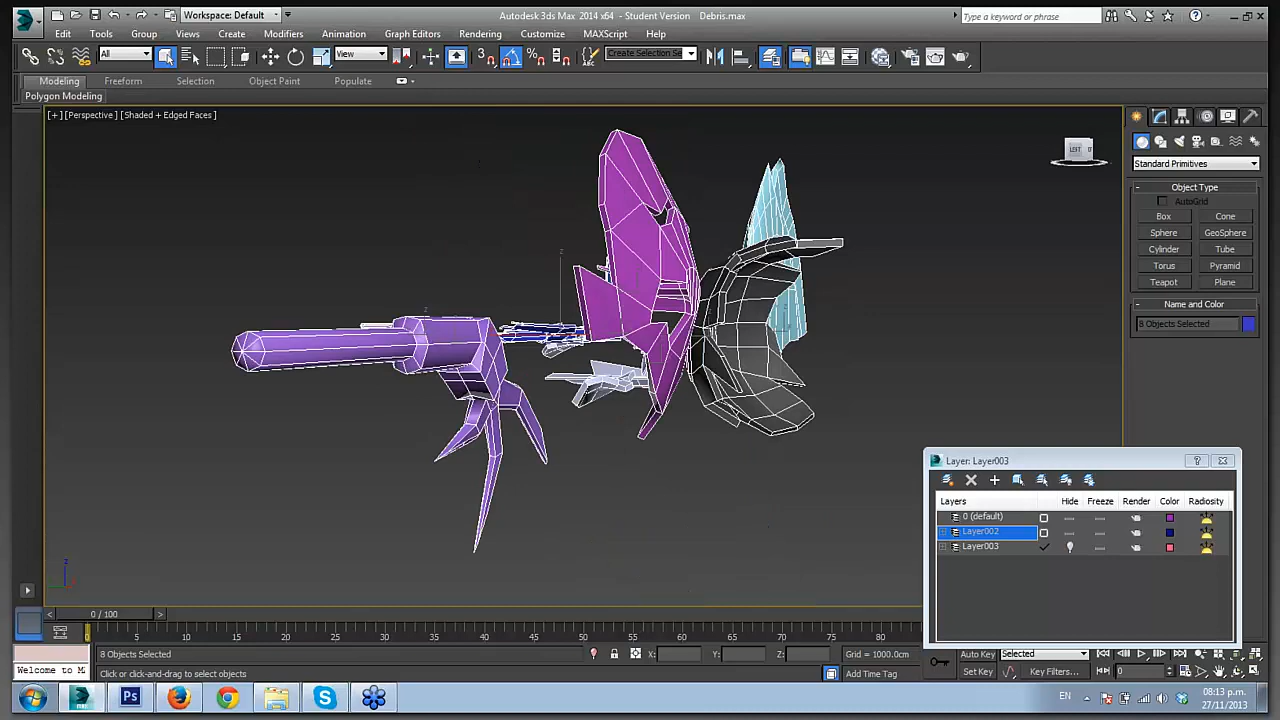 Workspace: Default
Autodesk 3ds Max 2014 x64 - Student Version Debris.max
Type a keyword or phrase
Edit Tools Group Views Create Modifiers Animation Graph Editors Rendering Customize MAXScript Help
All View Create Selection Se
Modeling Freeform Selection Object Paint Populate
Polygon Modeling
[+] [Perspective] [Shaded + Edged Faces]
LEFT
Standard Primitives
- Object Type
AutoGrid
Box Cone
Sphere GeoSphere
Cylinder Tube
Torus Pyramid
Teapot Plane
- Name and Color
8 Objects Selected
z
z
z
Layer: Layer003
Layers Hide Freeze Render Color Radiosity
0 (default)
Layer002
Layer003
0 / 100
0 5 10 15 20 25 30 35 40 45 50 55 60 65 70 75 80
8 Objects Selected X: Y: Z: Grid = 1000.0cm Auto Key Selected
Welcome to M Click or click-and-drag to select objects Add Time Tag Set Key Key Filters... 0
EN 08:13 p.m.
27/11/2013